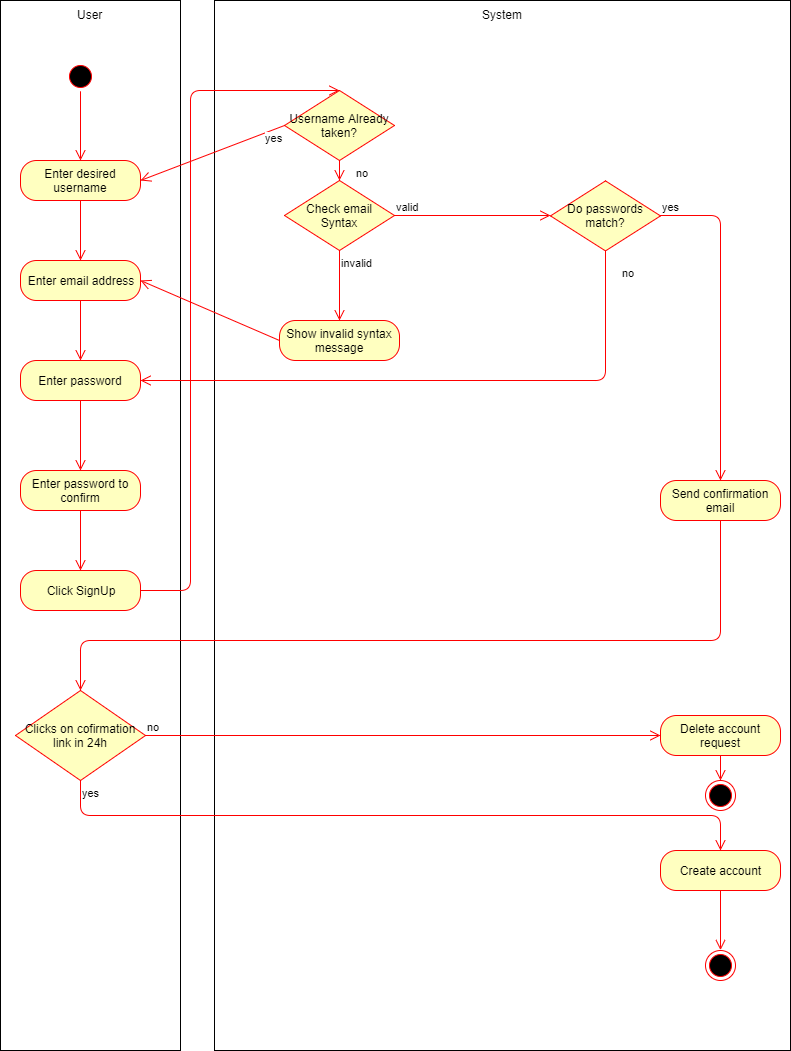 User
System
Username Already
taken?
yes
Enter desired
username
no
Check email
Syntax
valid
Do passwords
match?
yes
Enter email address
invalid
no
Show invalid syntax
message
Enter password
Enter password to
confirm
Send confirmation
email
Click SignUp
Clicks on cofirmation
link in 24h
no
Delete account
request
yes
Create account